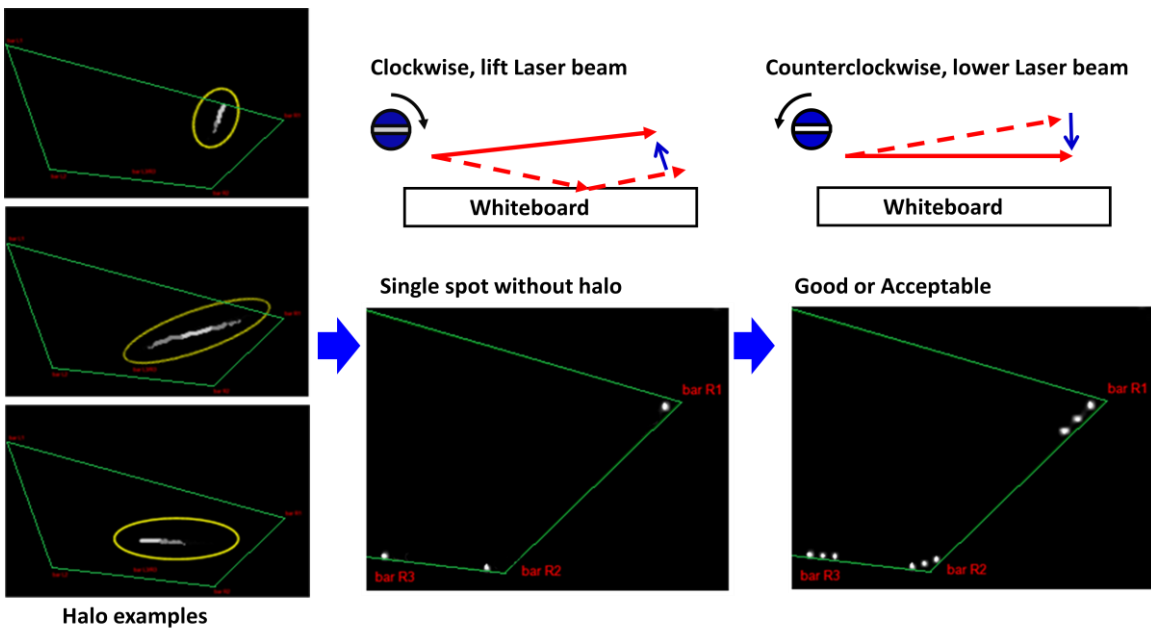 Clockwise, lift Laser beam
Counterclockwise, lower Laser beam
Whiteboard
Whiteboard
Single spot without halo
Good or Acceptable
bar R1
bar R3
bar R2
bar R1
bar R3
bar R2
Halo examples